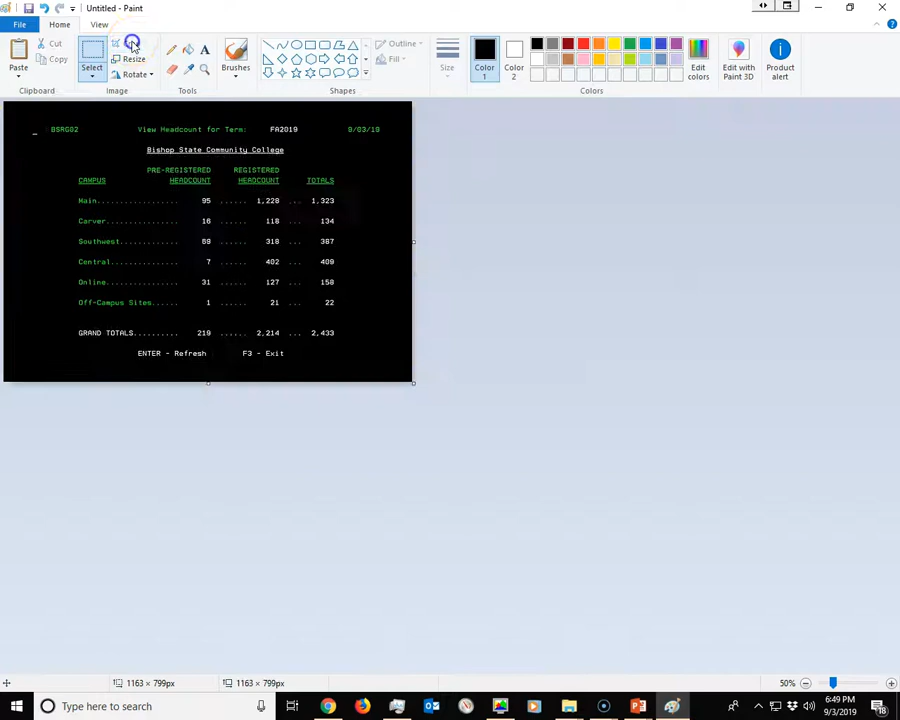 Untitled - Paint
File Home View
Paste
Cut
Copy
Clipboard
Select
Resize
Rotate
Image
Tools
Brushes
Outline
Fill
Shapes
Size
Color 1
Color 2
Edit colors
Colors
Edit with Paint 3D
Product alert
BSRG02 View Headcount for Term: FA2019 9/03/19
Bishop State Community College
PRE-REGISTERED REGISTERED
CAMPUS HEADCOUNT HEADCOUNT TOTALS
Main.................. 95 ...... 1,228 ... 1,323
Carver................ 16 ...... 118 ... 134
Southwest............. 59 ...... 318 ... 387
Central............... 7 ...... 402 ... 409
Online................ 31 ...... 127 ... 158
Off-Campus Sites...... 1 ...... 21 ... 22
GRAND TOTALS.......... 219 ...... 2,214 ... 2,433
ENTER - Refresh F3 - Exit
1163 × 799px 1163 × 799px 50%
Type here to search
6:49 PM
9/3/2019
18